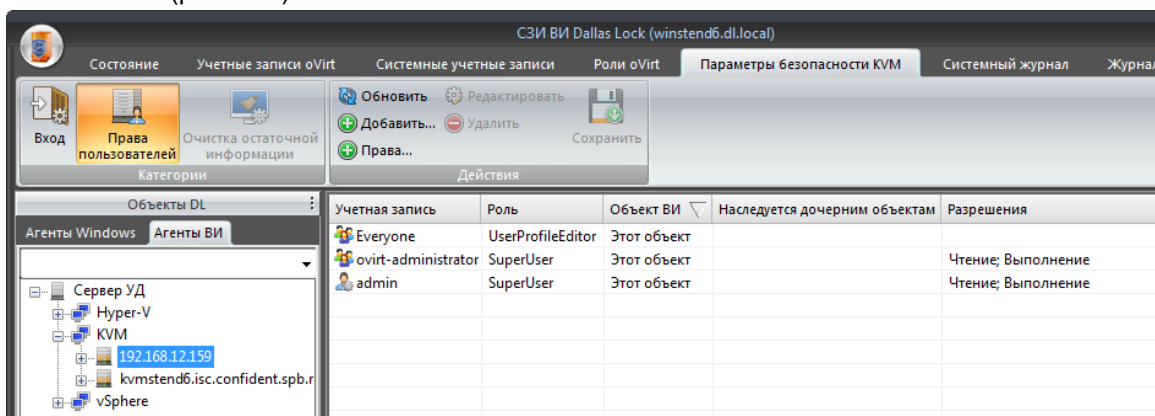 СЗИ ВИ Dallas Lock (winstend6.dl.local)
Состояние Учетные записи oVirt Системные учетные записи Роли oVirt Параметры безопасности KVM Системный журнал Журнал
Вход
Права пользователей
Очистка остаточной информации
Категории
Обновить Редактировать
Добавить... Удалить
Права...
Сохранить
Действия
Объекты DL
Агенты Windows Агенты ВИ
Сервер УД
Hyper-V
KVM
192.168.12.159
kvmstend6.isc.confident.spb.r
vSphere
Учетная запись Роль Объект ВИ Наследуется дочерним объектам Разрешения
Everyone UserProfileEditor Этот объект
ovirt-administrator SuperUser Этот объект Чтение; Выполнение
admin SuperUser Этот объект Чтение; Выполнение